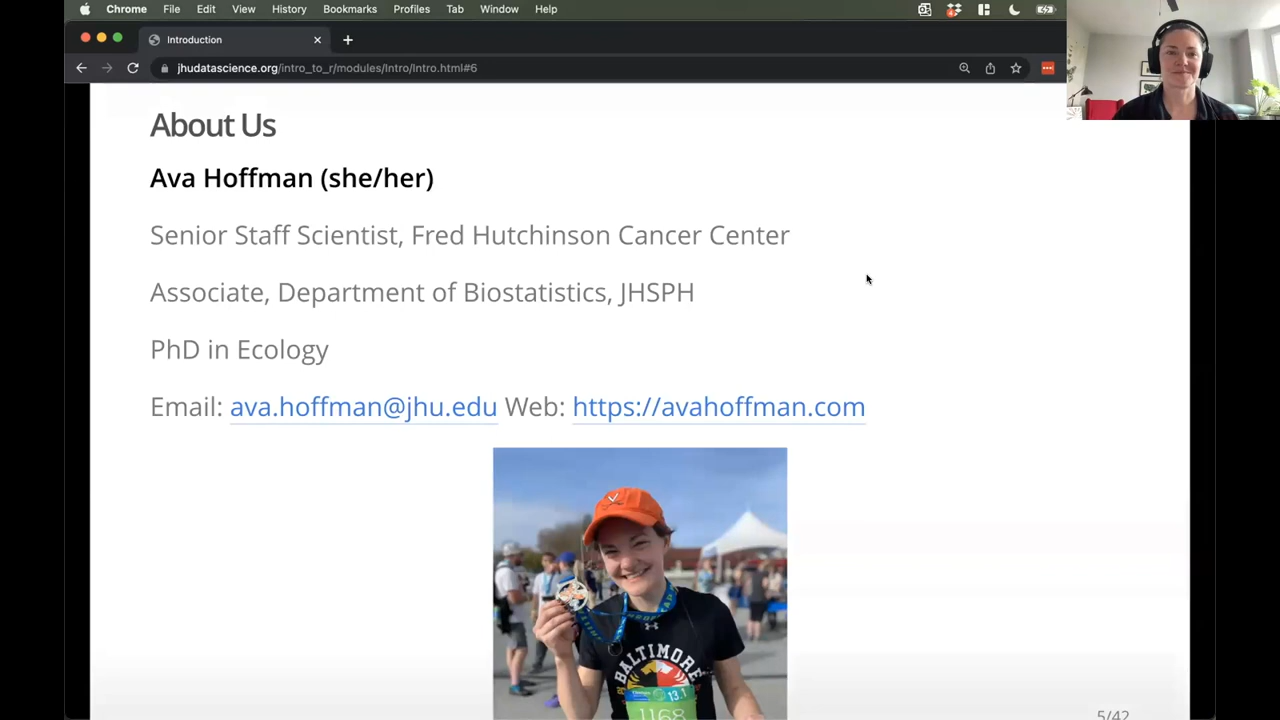 Chrome File Edit View History Bookmarks Profiles Tab Window Help
Introduction
jhudatascience.org/intro_to_r/modules/Intro/Intro.html#6
About Us
Ava Hoffman (she/her)
Senior Staff Scientist, Fred Hutchinson Cancer Center
Associate, Department of Biostatistics, JHSPH
PhD in Ecology
Email: ava.hoffman@jhu.edu Web: https://avahoffman.com
BALTIMORE
13.1
1168
5/42